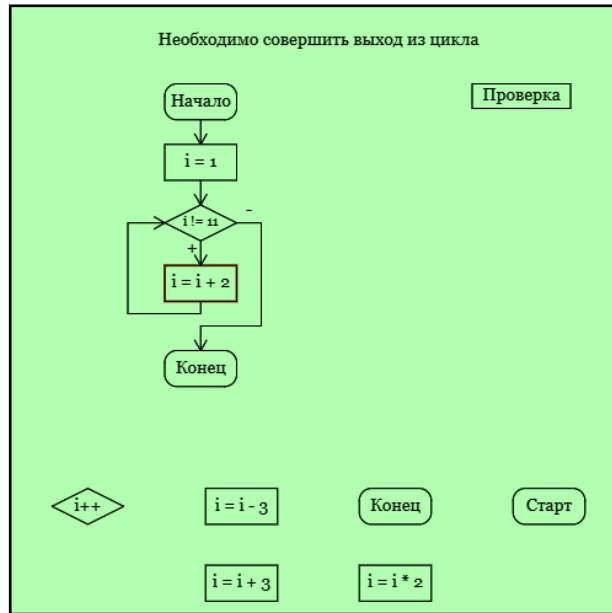 Необходимо совершить выход из цикла
Начало
Проверка
i = 1
i != 11
-
+
i = i + 2
Конец
i++
i = i - 3
Конец
Старт
i = i + 3
i = i * 2